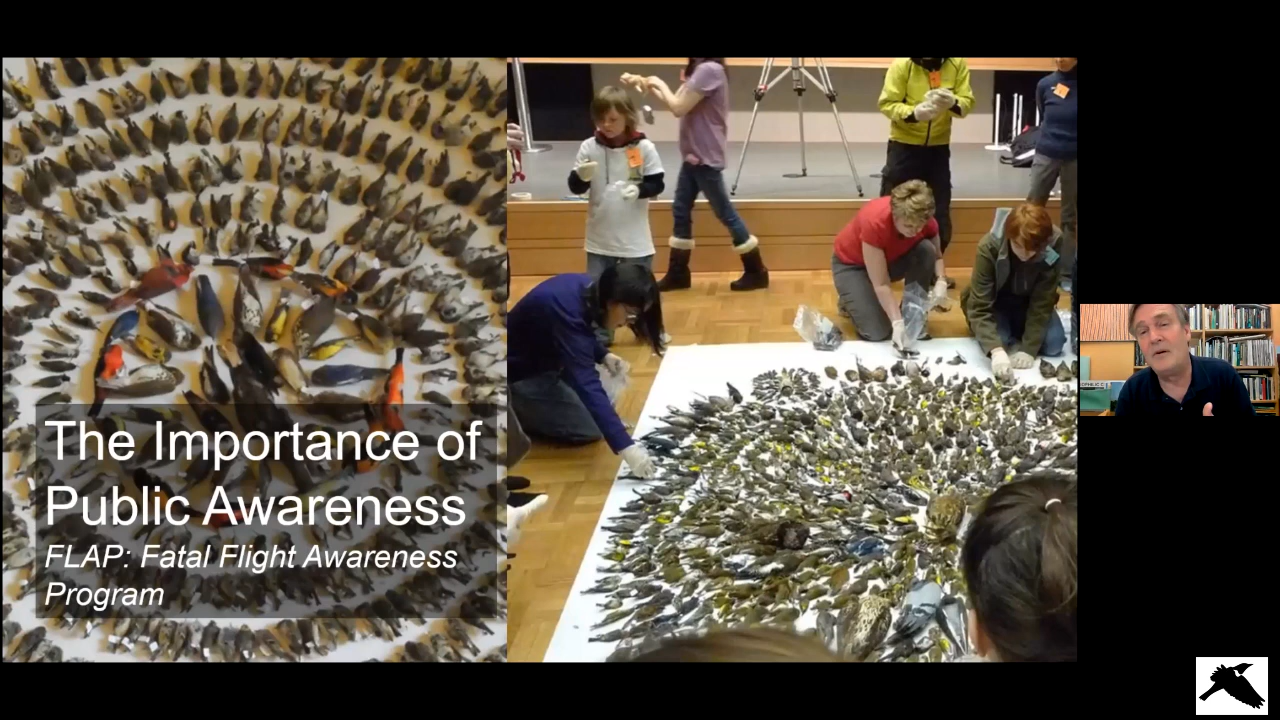 The Importance of
Public Awareness
FLAP: Fatal Flight Awareness
Program